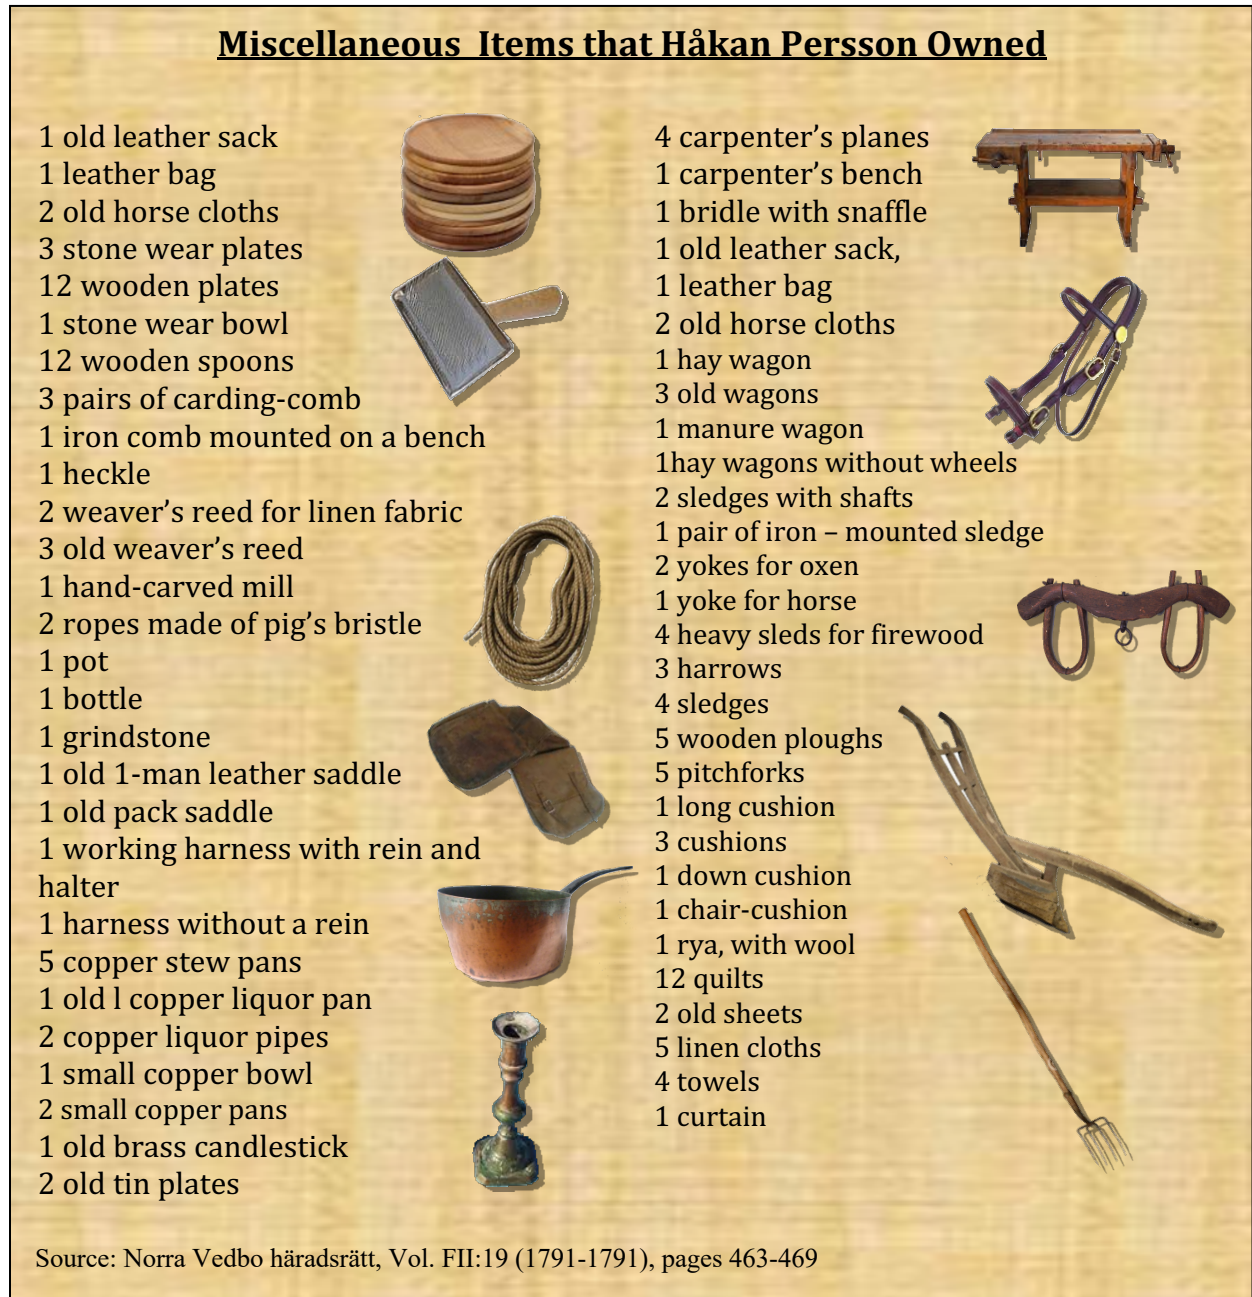 Miscellaneous Items that Håkan Persson Owned
1 old leather sack
1 leather bag
2 old horse cloths
3 stone wear plates
12 wooden plates
1 stone wear bowl
12 wooden spoons
3 pairs of carding-comb
1 iron comb mounted on a bench
1 heckle
2 weaver’s reed for linen fabric
3 old weaver’s reed
1 hand-carved mill
2 ropes made of pig’s bristle
1 pot
1 bottle
1 grindstone
1 old 1-man leather saddle
1 old pack saddle
1 working harness with rein and
halter
1 harness without a rein
5 copper stew pans
1 old l copper liquor pan
2 copper liquor pipes
1 small copper bowl
2 small copper pans
1 old brass candlestick
2 old tin plates
4 carpenter’s planes
1 carpenter’s bench
1 bridle with snaffle
1 old leather sack,
1 leather bag
2 old horse cloths
1 hay wagon
3 old wagons
1 manure wagon
1hay wagons without wheels
2 sledges with shafts
1 pair of iron – mounted sledge
2 yokes for oxen
1 yoke for horse
4 heavy sleds for firewood
3 harrows
4 sledges
5 wooden ploughs
5 pitchforks
1 long cushion
3 cushions
1 down cushion
1 chair-cushion
1 rya, with wool
12 quilts
2 old sheets
5 linen cloths
4 towels
1 curtain
Source: Norra Vedbo häradsrätt, Vol. FII:19 (1791-1791), pages 463-469